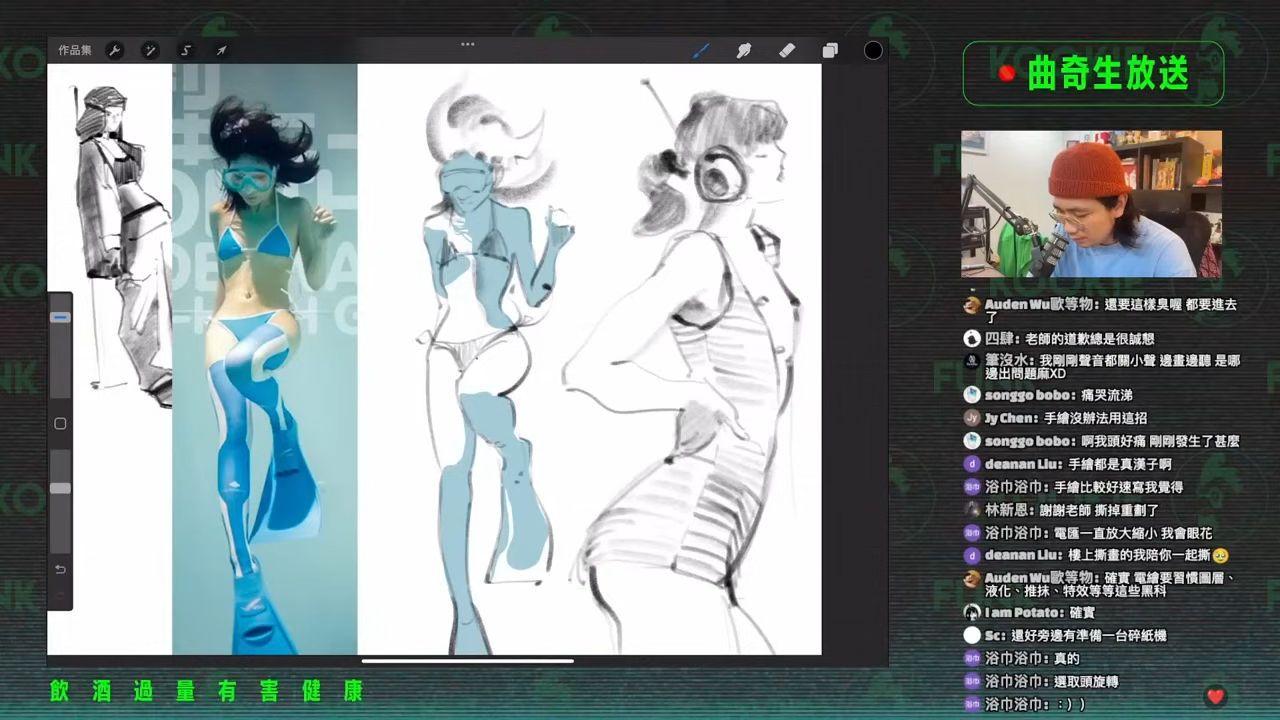 作品集
曲奇生放送
Auden Wu歐等物: 還要這樣臭喔 都要進去
了
四肆: 老師的道歉總是很誠懇
筆沒水: 我剛剛聲音都關小聲 邊畫邊聽 是哪
邊出問題麻XD
songgo bobo: 痛哭流涕
Jy Chen: 手繪沒辦法用這招
songgo bobo: 啊我頭好痛 剛剛發生了甚麼
deanan Liu: 手繪都是真漢子啊
浴巾浴巾: 手繪比較好速寫我覺得
林新恩: 謝謝老師 撕掉重劃了
浴巾浴巾: 電匯一直放大縮小 我會眼花
deanan Liu: 樓上撕畫的我陪你一起撕🥹
Auden Wu歐等物: 確實 電繪要習慣圖層、
液化、推抹、特效等等這些黑科
I am Potato: 確實
Sc: 還好旁邊有準備一台碎紙機
浴巾浴巾: 真的
浴巾浴巾: 選取頭旋轉
浴巾浴巾: : ) )
飲酒過量有害健康